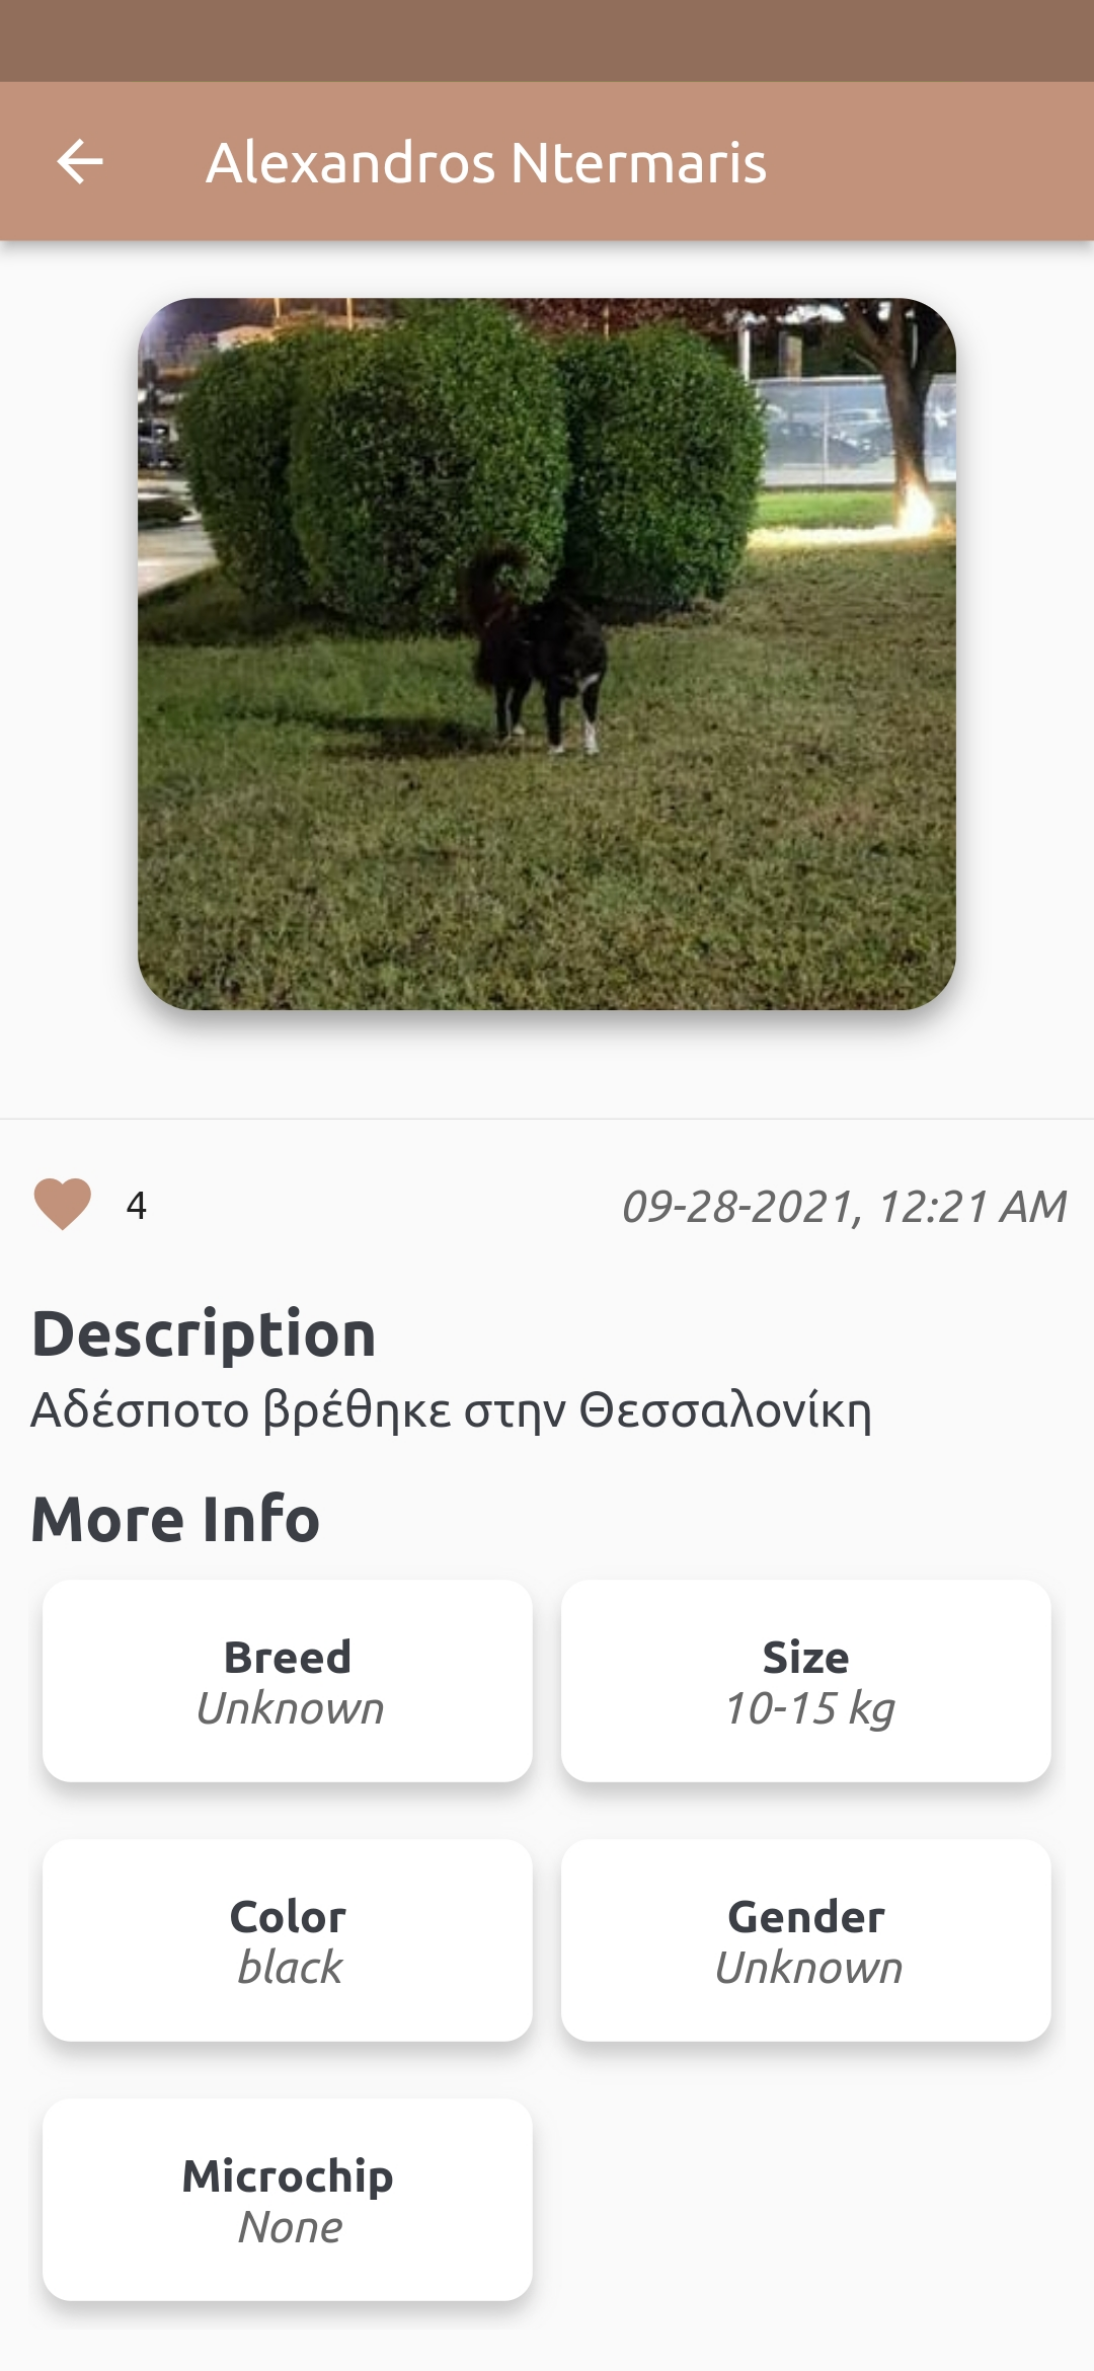 Alexandros Ntermaris
4
09-28-2021, 12:21 AM
Description
Αδέσποτο βρέθηκε στην Θεσσαλονίκη
More Info
Breed
Unknown
Size
10-15 kg
Color
black
Gender
Unknown
Microchip
None